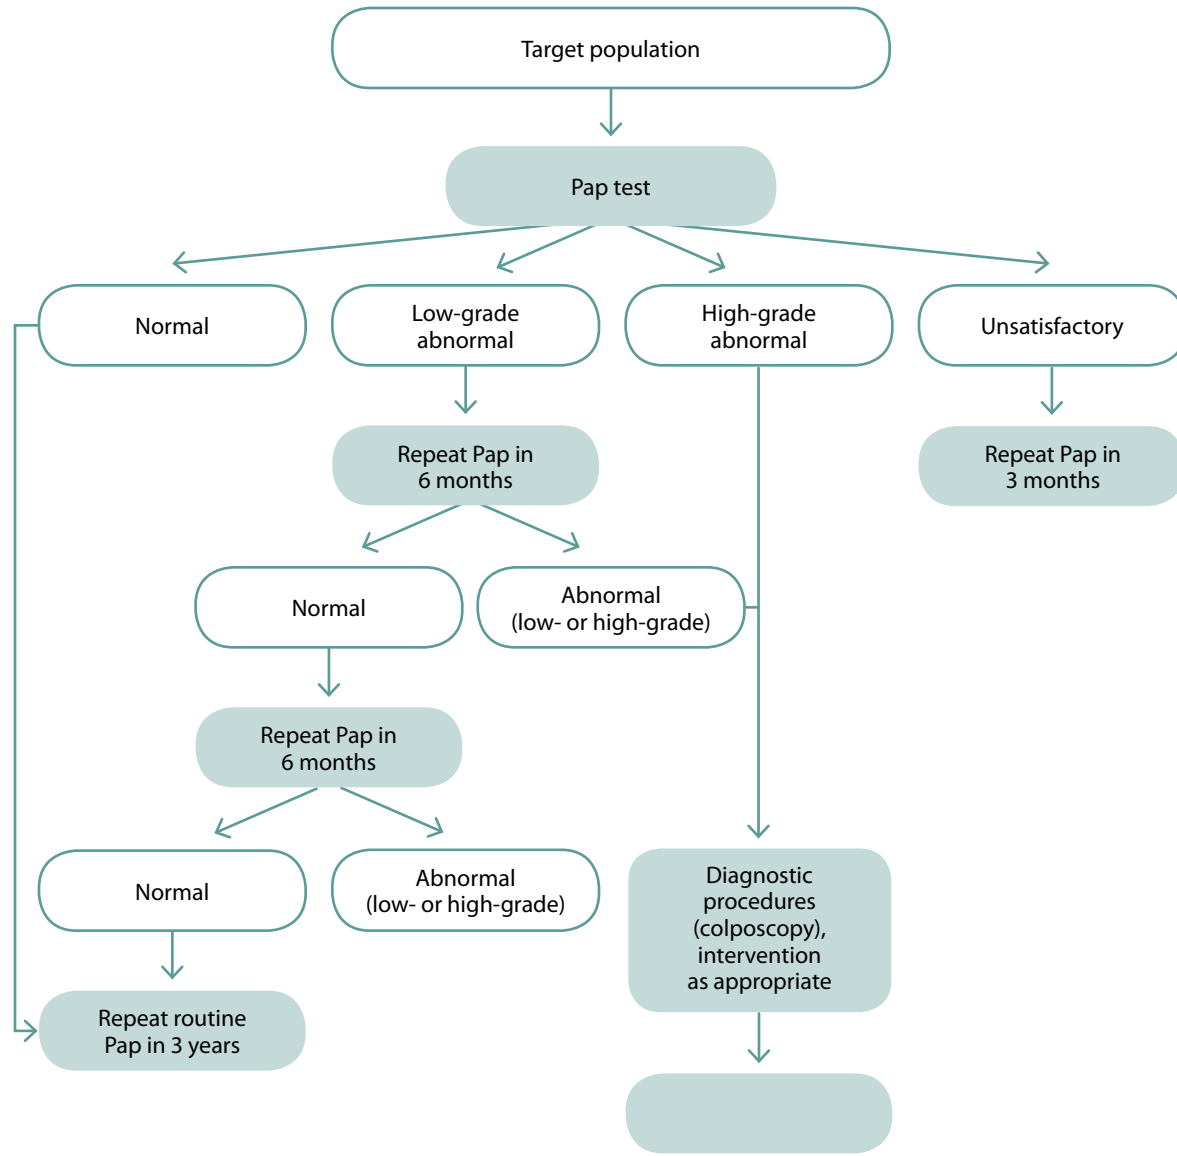 Target population
Pap test
Normal
Low-grade
abnormal
High-grade
abnormal
Unsatisfactory
Repeat Pap in
6 months
Repeat Pap in
3 months
Normal
Abnormal
(low- or high-grade)
Repeat Pap in
6 months
Normal
Abnormal
(low- or high-grade)
Diagnostic
procedures
(colposcopy),
intervention
as appropriate
Repeat routine
Pap in 3 years